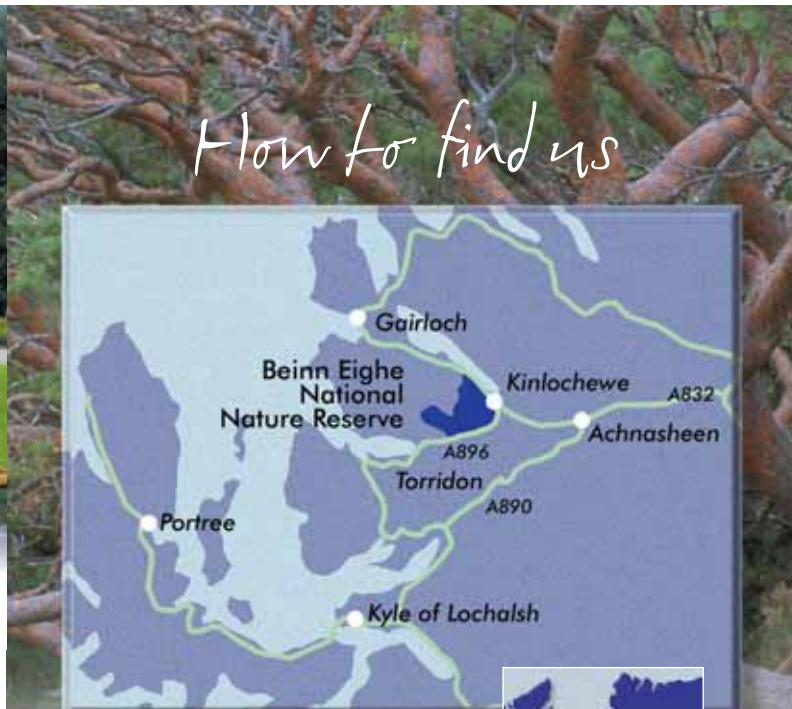 How to find us
Gairloch
Beinn Eighe
National
Nature Reserve
Kinlochewe
A832
Achnasheen
A896
Torridon
A890
Portree
Kyle of Lochalsh